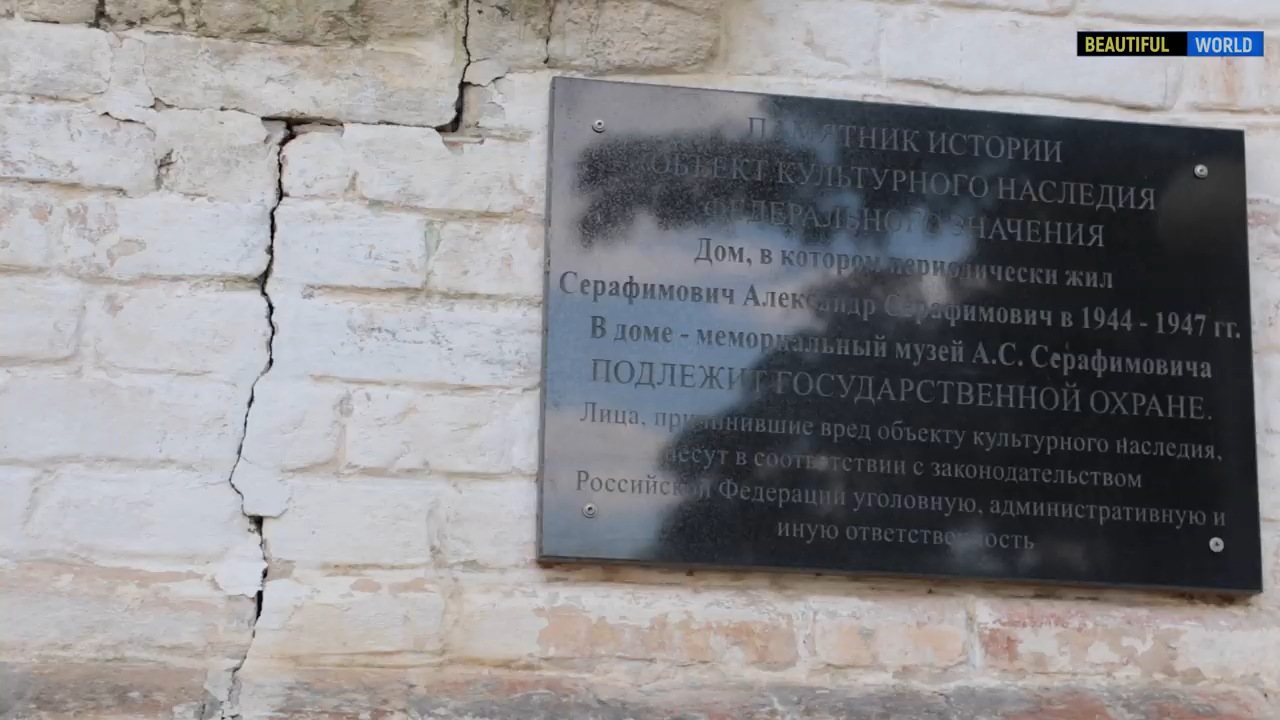 BEAUTIFUL WORLD
ПАМЯТНИК ИСТОРИИ
ОБЪЕКТ КУЛЬТУРНОГО НАСЛЕДИЯ
ФЕДЕРАЛЬНОГО ЗНАЧЕНИЯ
Дом, в котором периодически жил
Серафимович Александр Серафимович в 1944 - 1947 гг.
В доме - мемориальный музей А.С. Серафимовича
ПОДЛЕЖИТ ГОСУДАРСТВЕННОЙ ОХРАНЕ.
Лица, причинившие вред объекту культурного наследия,
несут в соответствии с законодательством
Российской Федерации уголовную, административную и
иную ответственность